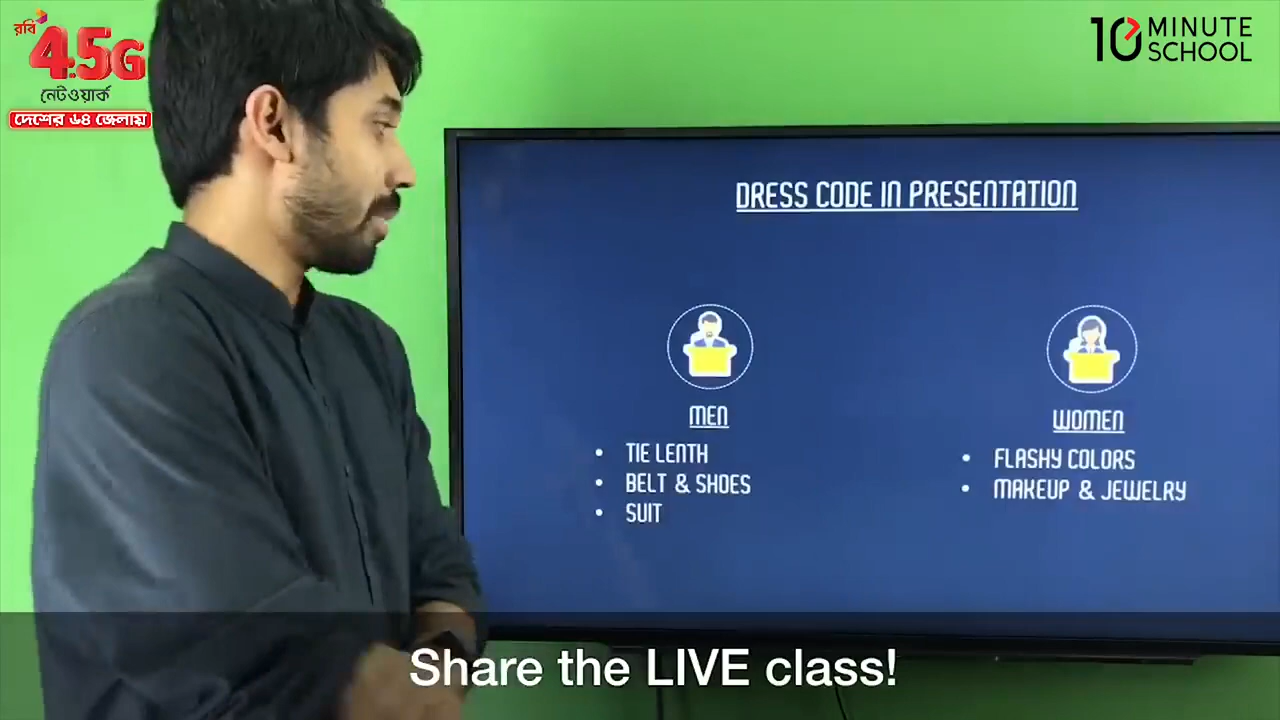 রবি
4.5G
নেটওয়ার্ক
দেশের ৬৪ জেলায়
10 MINUTE
SCHOOL
DRESS CODE IN PRESENTATION
MEN
• TIE LENTH
• BELT & SHOES
• SUIT
WOMEN
• FLASHY COLORS
• MAKEUP & JEWELRY
Share the LIVE class!